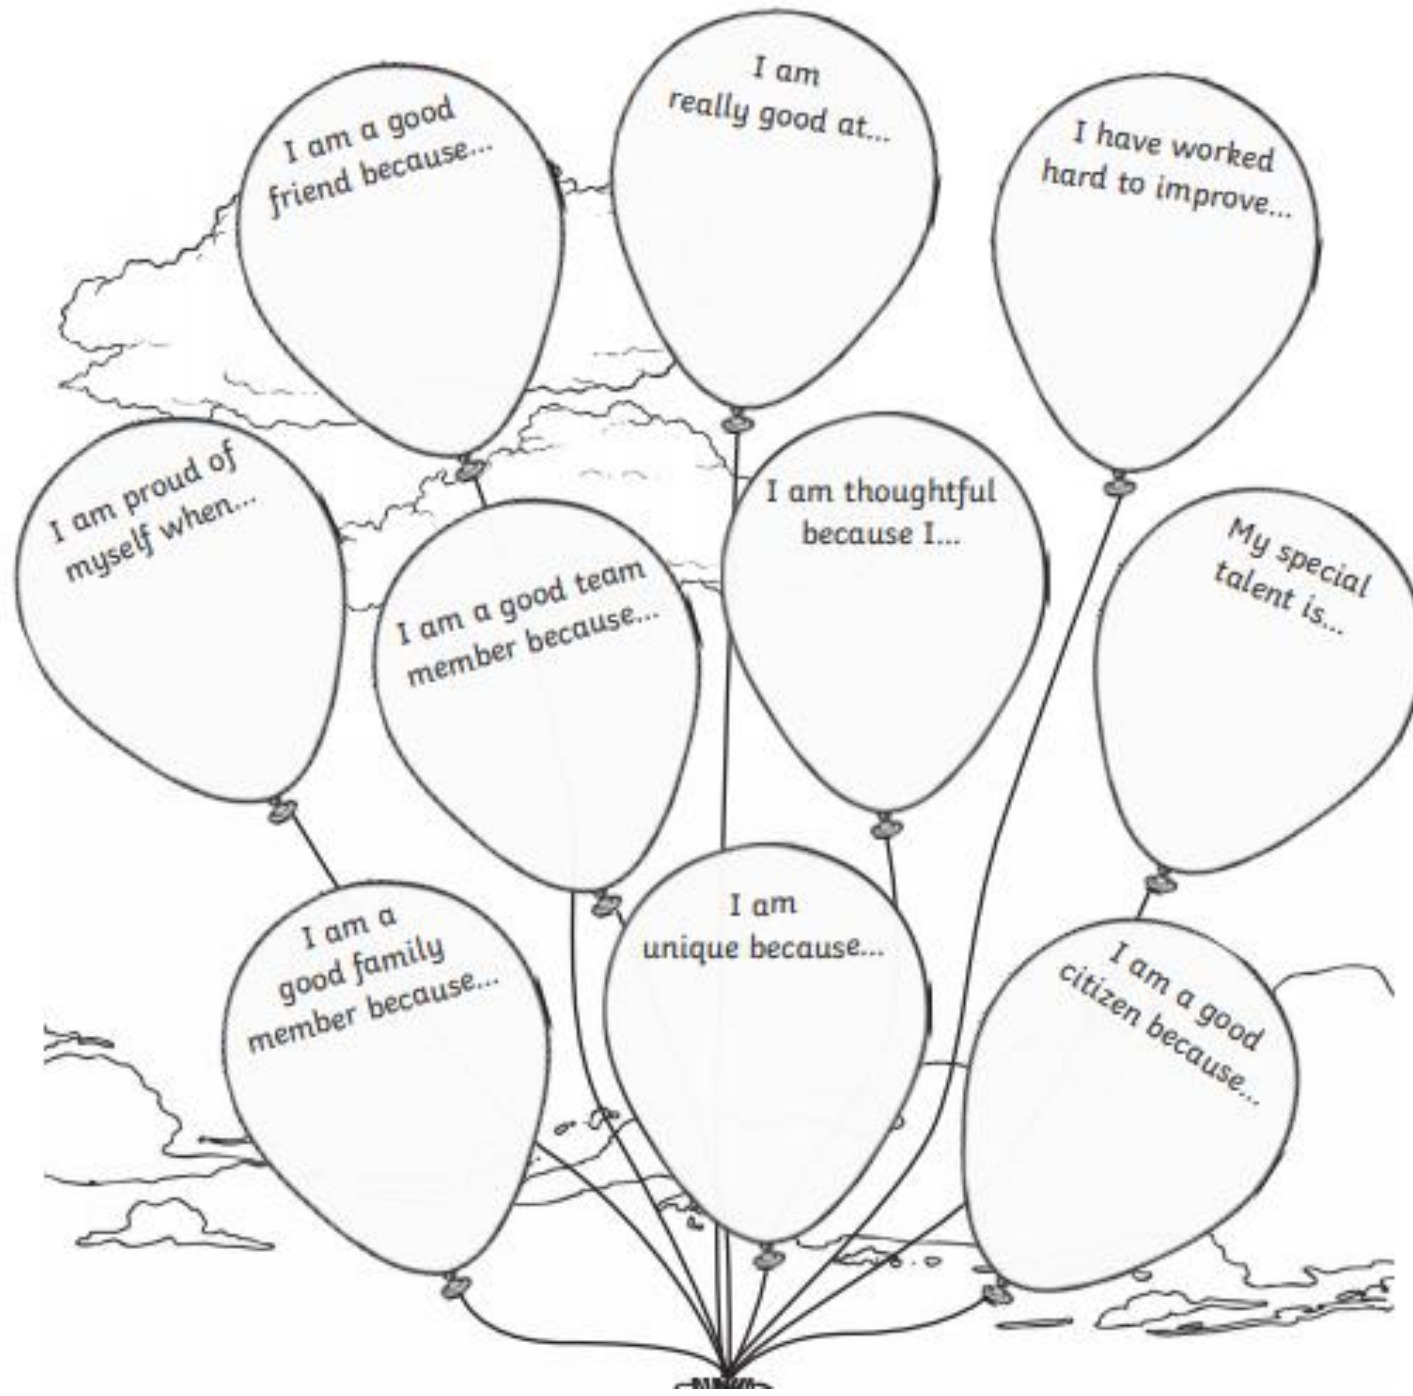 I am a good
friend because...
I am
really good at...
I have worked
hard to improve...
I am proud of
myself when...
I am a good team
member because...
I am thoughtful
because I...
My special
talent is...
I am a
good family
member because...
I am
unique because...
I am a good
citizen because...